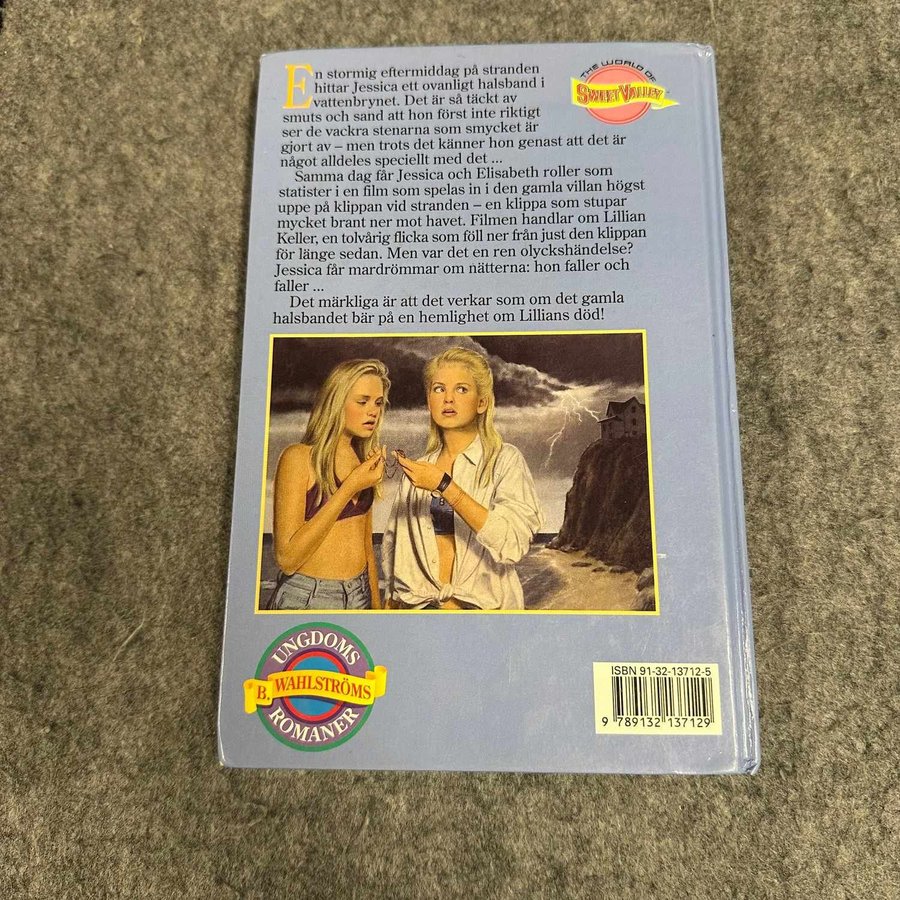 En stormig eftermiddag på stranden
hittar Jessica ett ovanligt halsband i
vattenbrynet. Det är så täckt av
smuts och sand att hon först inte riktigt
ser de vackra stenarna som smycket är
gjort av – men trots det känner hon genast att det är
något alldeles speciellt med det ...
Samma dag får Jessica och Elisabeth roller som
statister i en film som spelas in i den gamla villan högst
uppe på klippan vid stranden – en klippa som stupar
mycket brant ner mot havet. Filmen handlar om Lillian
Keller, en tolvårig flicka som föll ner från just den klippan
för länge sedan. Men var det en ren olyckshändelse?
Jessica får mardrömmar om nätterna: hon faller och
faller ...
Det märkliga är att det verkar som om det gamla
halsbandet bär på en hemlighet om Lillians död!
THE WORLD OF
SWEET VALLEY
UNGDOMS
B. WAHLSTRÖMS
ROMANER
ISBN 91-32-13712-5
9 789132 137129